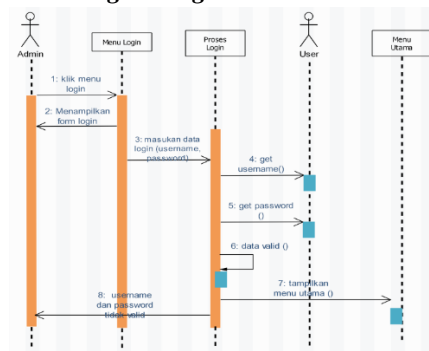 Admin
Menu Login
Proses
Login
User
Menu
Utama
1: klik menu
login
2: Menampilkan
form login
3: masukan data
login (username,
password)
4: get
username()
5: get password
()
6: data valid ()
7: tampilkan
menu utama ()
8: username
dan password
tidak valid